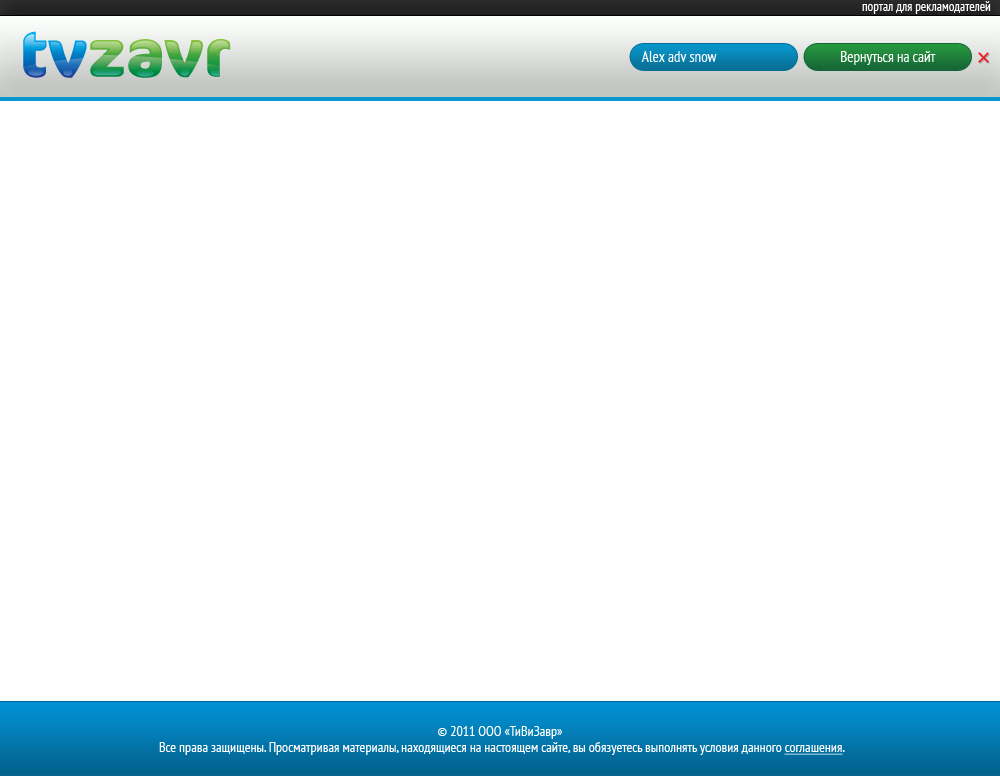 портал для рекламодателей
tvzavr
Alex adv snow
Вернуться на сайт
© 2011 ООО «ТиВиЗавр»
Все права защищены. Просматривая материалы, находящиеся на настоящем сайте, вы обязуетесь выполнять условия данного соглашения.